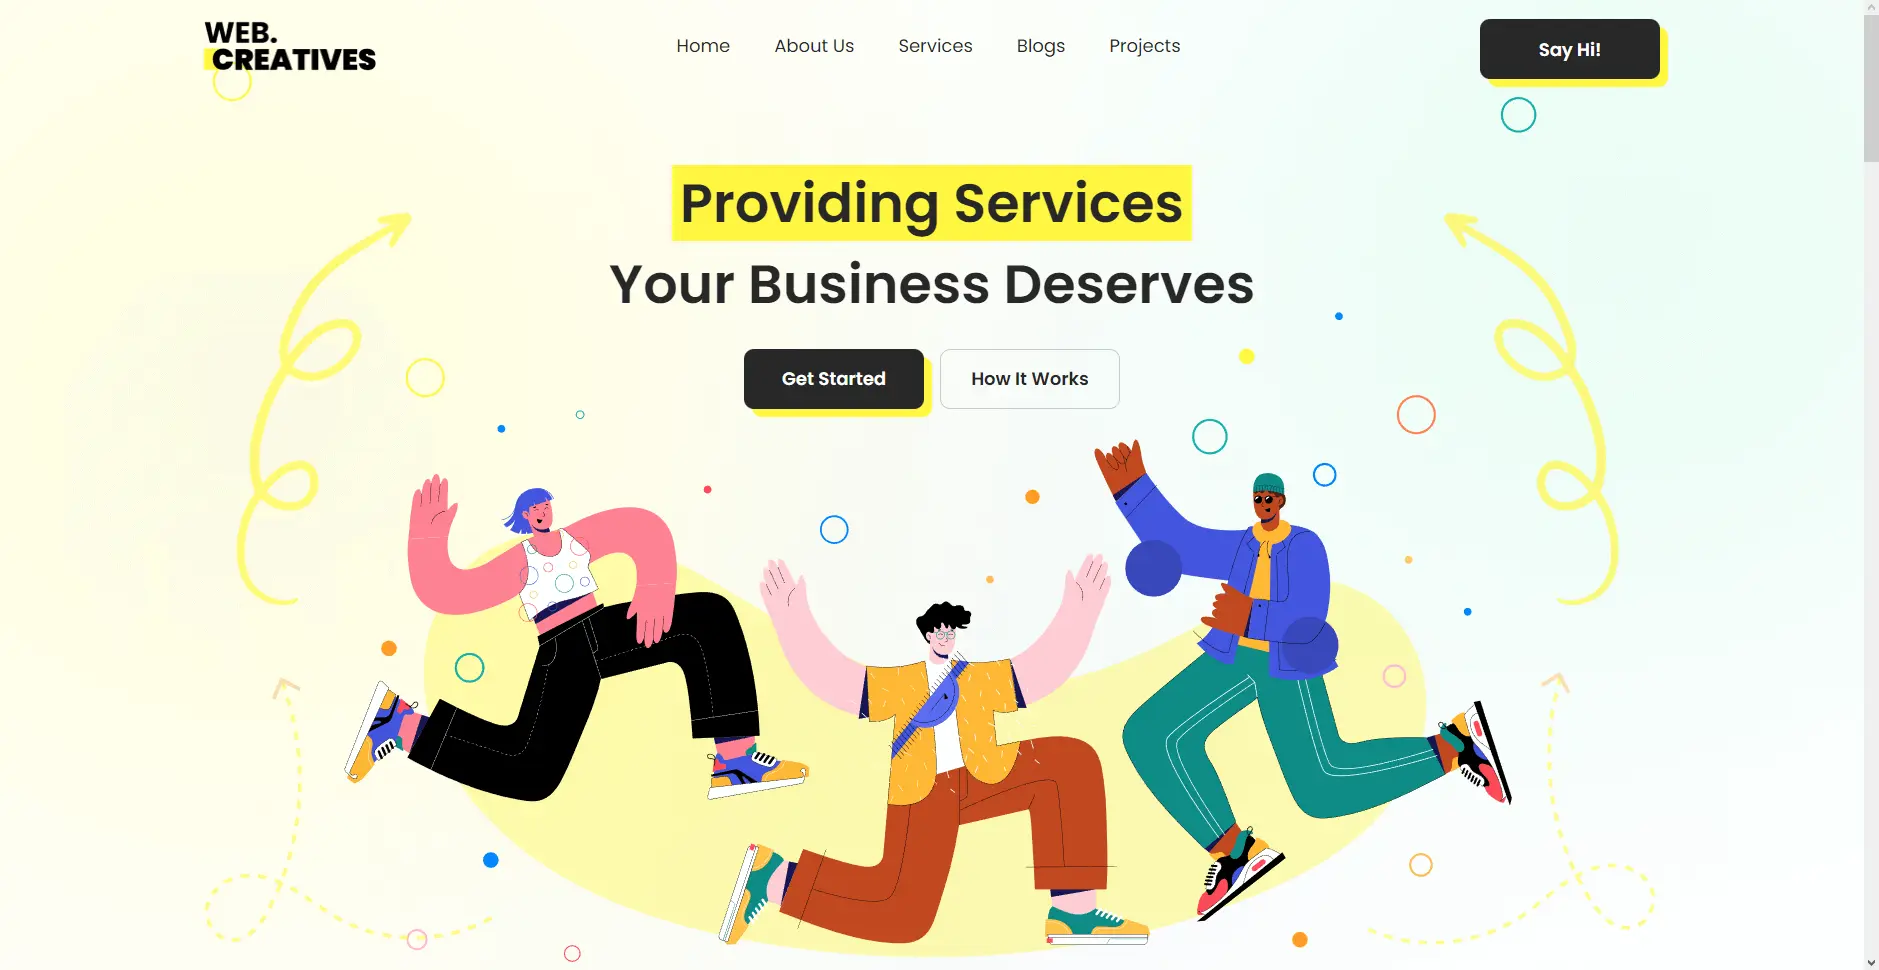 WEB.
CREATIVES
Home
About Us
Services
Blogs
Projects
Say Hi!
Providing Services
Your Business Deserves
Get Started
How It Works